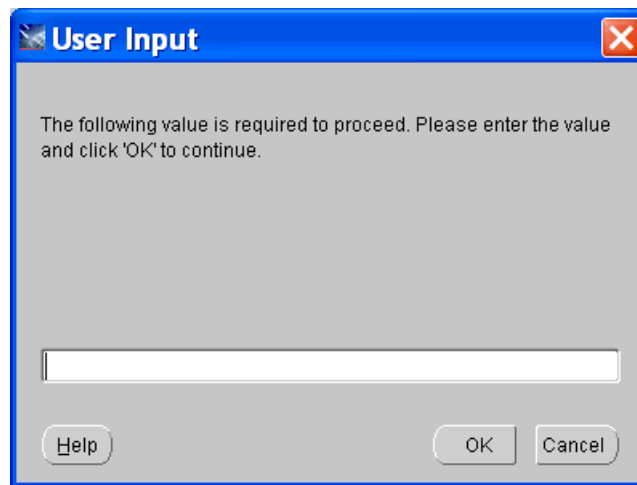 User Input
The following value is required to proceed. Please enter the value
and click 'OK' to continue.
Help
OK
Cancel